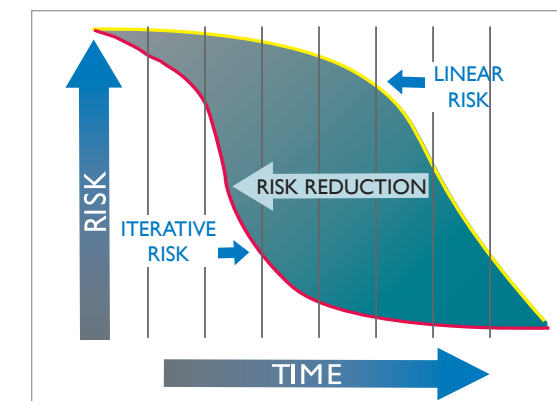 LINEAR
RISK
RISK REDUCTION
RISK
ITERATIVE
RISK
TIME